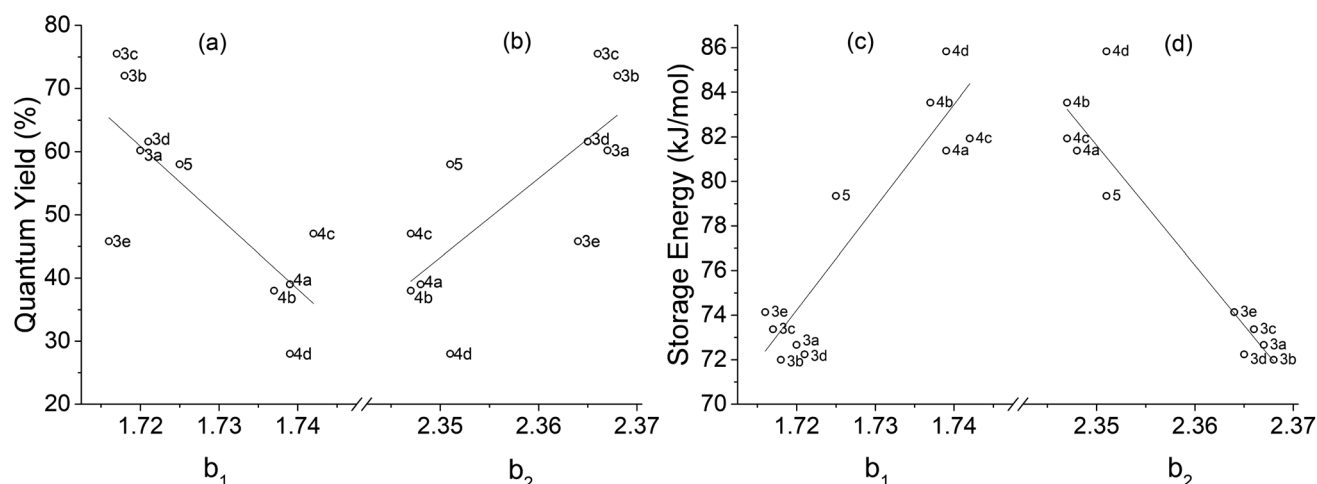 Quantum Yield (%)
80
70
60
50
40
30
20
(a)
3c
3b
3d
3a
5
3e
4c
4a
4b
4d
(b)
3c
3b
3d
3a
5
4c
3e
4a
4b
4d
1.72
1.73
1.74
2.35
2.36
2.37
b1
b2
Storage Energy (kJ/mol)
86
84
82
80
78
76
74
72
70
(c)
4d
4b
4c
4a
5
3e
3c
3a
3d
3b
(d)
4d
4b
4c
4a
5
3e
3c
3a
3d
3b
1.72
1.73
1.74
2.35
2.36
2.37
b1
b2